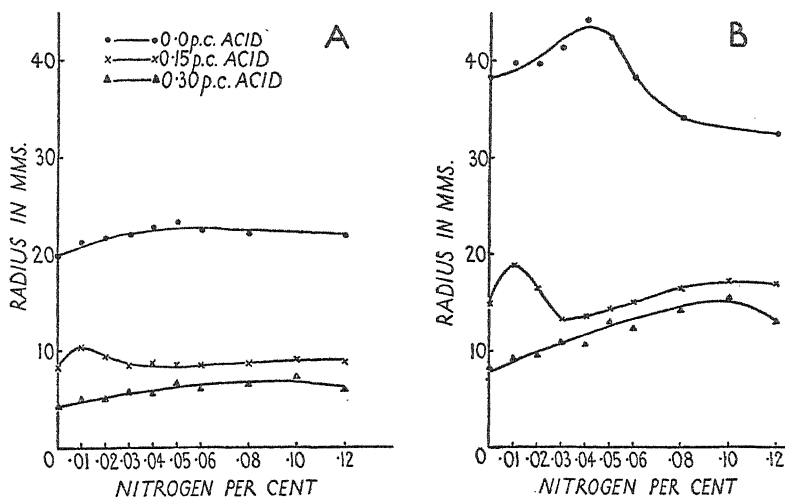 A
0.0 p.c. ACID
0.15 p.c. ACID
0.30 p.c. ACID
40
30
20
10
RADIUS IN MMS.
0 .01 .02 .03 .04 .05 .06 .08 .10 .12
NITROGEN PER CENT
B
40
30
20
10
RADIUS IN MMS.
0 .01 .02 .03 .04 .05 .06 .08 .10 .12
NITROGEN PER CENT